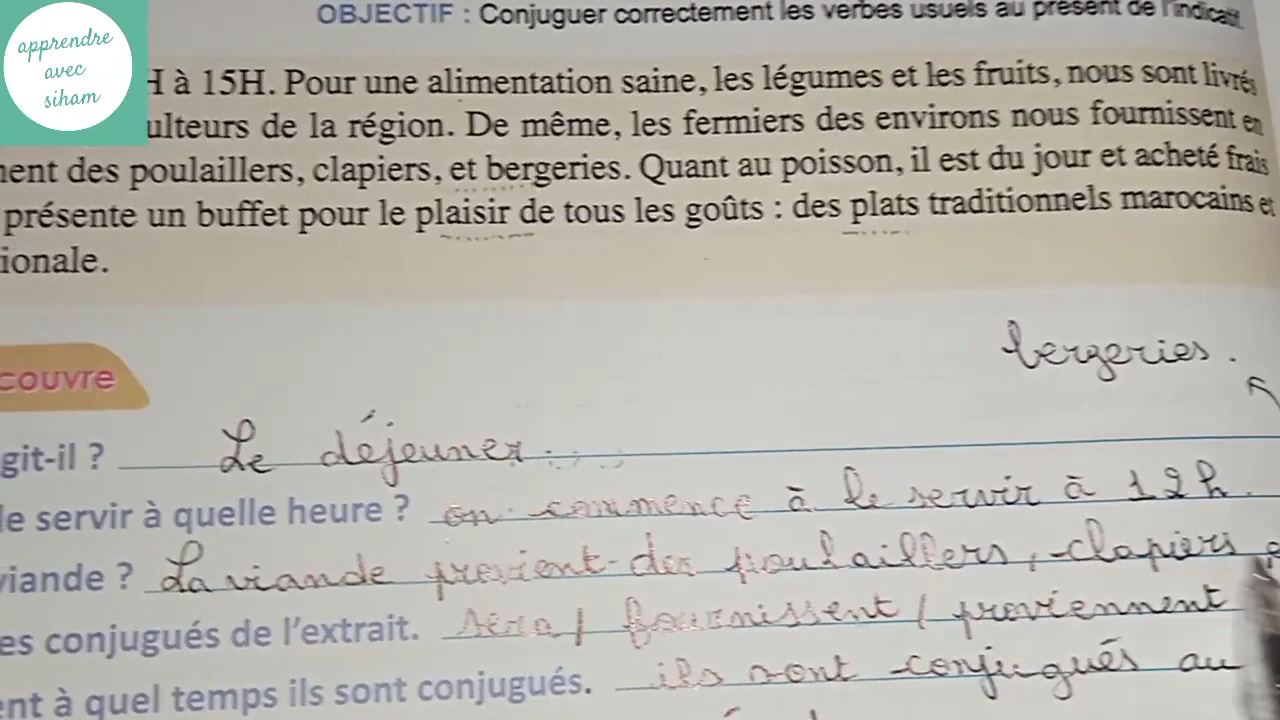 OBJECTIF : Conjuguer correctement les verbes usuels au présent de l'indicatif
apprendre
avec
siham
H à 15H. Pour une alimentation saine, les légumes et les fruits, nous sont livrés
ulteurs de la région. De même, les fermiers des environs nous fournissent en
ment des poulaillers, clapiers, et bergeries. Quant au poisson, il est du jour et acheté frais
présente un buffet pour le plaisir de tous les goûts : des plats traditionnels marocains et
ionale.
bergeries.
couvre
git-il ? Le déjeuner.
le servir à quelle heure ? on commence à le servir à 12h.
viande ? La viande provient des poulaillers, clapiers
es conjugués de l'extrait. sera / fournissent / proviennent
nt à quel temps ils sont conjugués. ils sont conjugués au